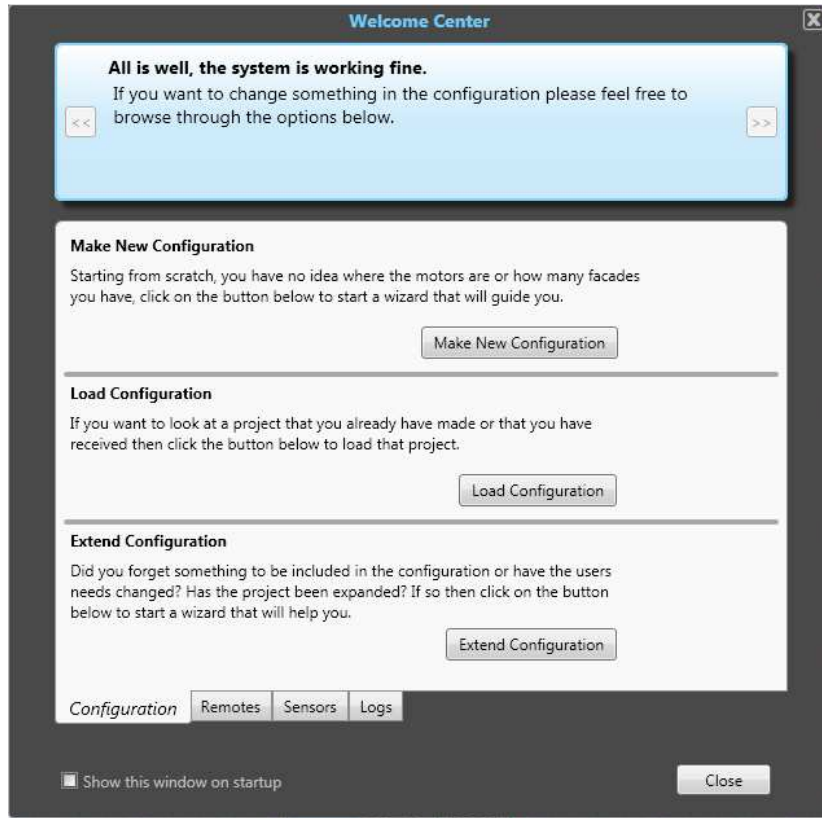 Welcome Center
X
All is well, the system is working fine.
If you want to change something in the configuration please feel free to
browse through the options below.
<<
>>
Make New Configuration
Starting from scratch, you have no idea where the motors are or how many facades
you have, click on the button below to start a wizard that will guide you.
Make New Configuration
Load Configuration
If you want to look at a project that you already have made or that you have
received then click the button below to load that project.
Load Configuration
Extend Configuration
Did you forget something to be included in the configuration or have the users
needs changed? Has the project been expanded? If so then click on the button
below to start a wizard that will help you.
Extend Configuration
Configuration Remotes Sensors Logs
Show this window on startup
Close